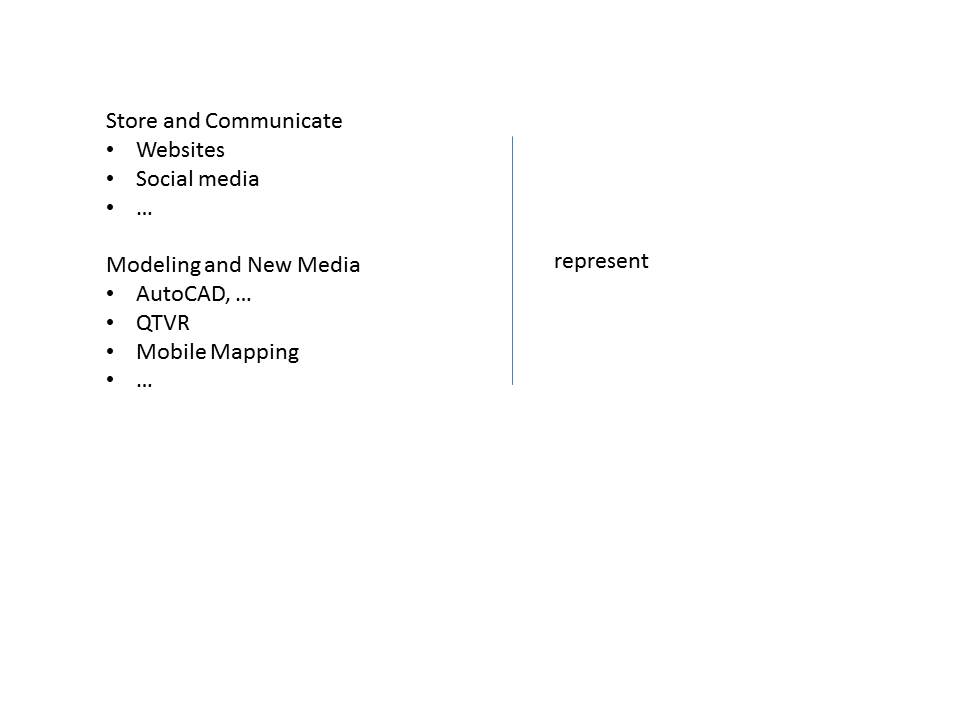 Store and Communicate
• Websites
• Social media
• ...
Modeling and New Media
• AutoCAD, ...
• QTVR
• Mobile Mapping
• ...
represent